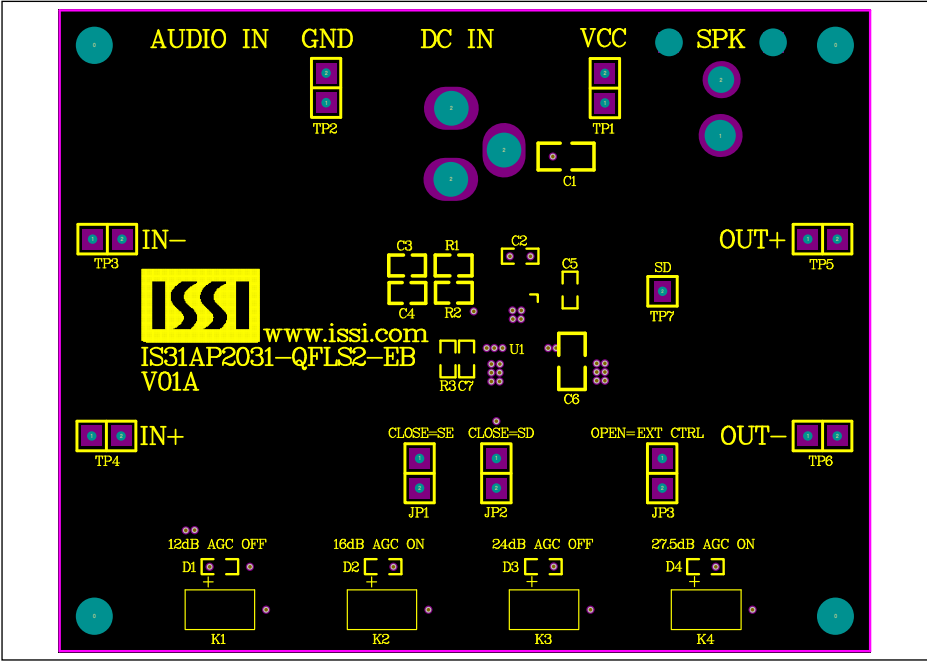 AUDIO IN GND DC IN VCC SPK
TP2 TP1
C1
IN- OUT+
TP3 TP5
C3 R1 C2 C5 SD
C4 R2 TP7
ISSI
www.issi.com
IS31AP2031-QFLS2-EB
V01A
U1
R3 C7 C6
IN+ OUT-
TP4 TP6
CLOSE=SE CLOSE=SD OPEN=EXT CTRL
JP1 JP2 JP3
12dB AGC OFF 16dB AGC ON 24dB AGC OFF 27.5dB AGC ON
D1 D2 D3 D4
+ + + +
K1 K2 K3 K4